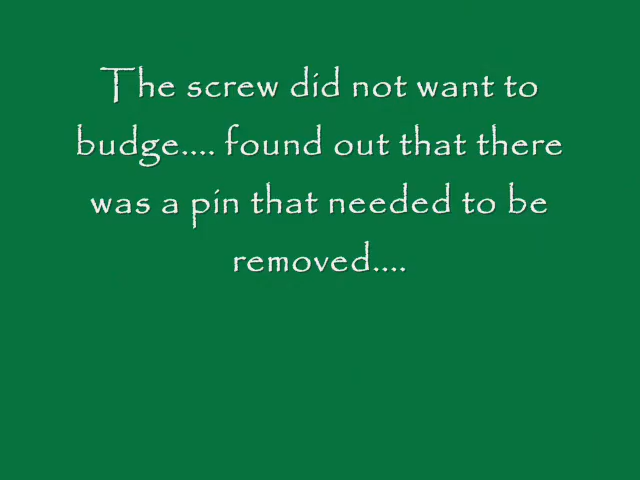 The screw did not want to
budge.... found out that there
was a pin that needed to be
removed....